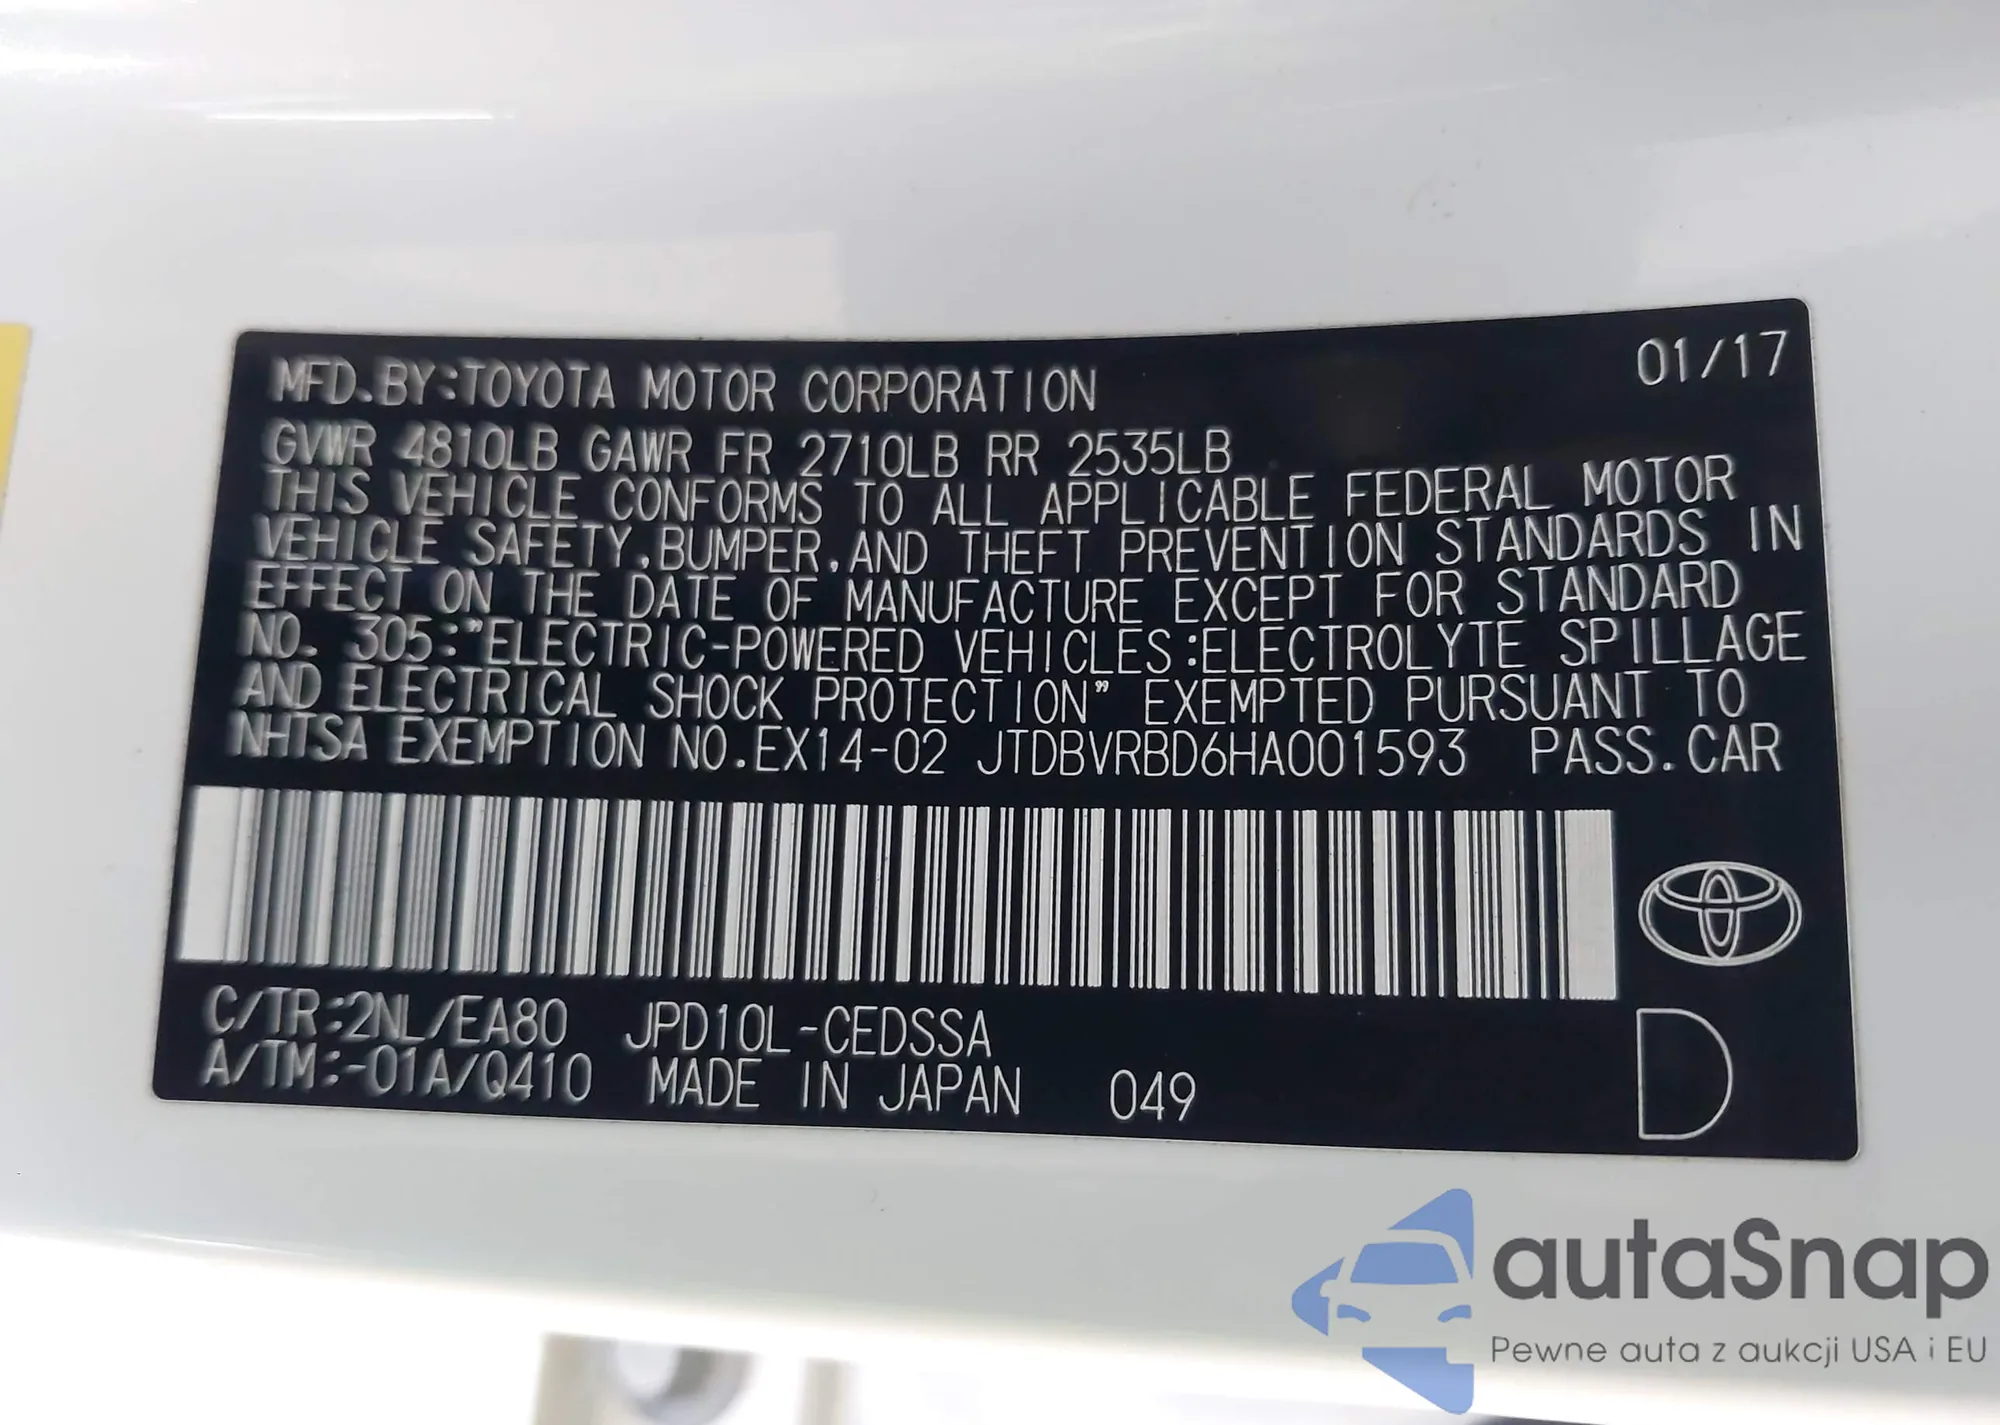 MFD.BY:TOYOTA MOTOR CORPORATION 01/17
GVWR 4810LB GAWR FR 2710LB RR 2535LB
THIS VEHICLE CONFORMS TO ALL APPLICABLE FEDERAL MOTOR
VEHICLE SAFETY,BUMPER,AND THEFT PREVENTION STANDARDS IN
EFFECT ON THE DATE OF MANUFACTURE EXCEPT FOR STANDARD
NO. 305:"ELECTRIC-POWERED VEHICLES:ELECTROLYTE SPILLAGE
AND ELECTRICAL SHOCK PROTECTION" EXEMPTED PURSUANT TO
NHTSA EXEMPTION NO.EX14-02 JTDBVRBD6HA001593 PASS.CAR
C/TR:2NL/EA80 JPD10L-CEDSSA
A/TM:-01A/Q410 MADE IN JAPAN 049
D
autaSnap
Pewne auta z aukcji USA i EU